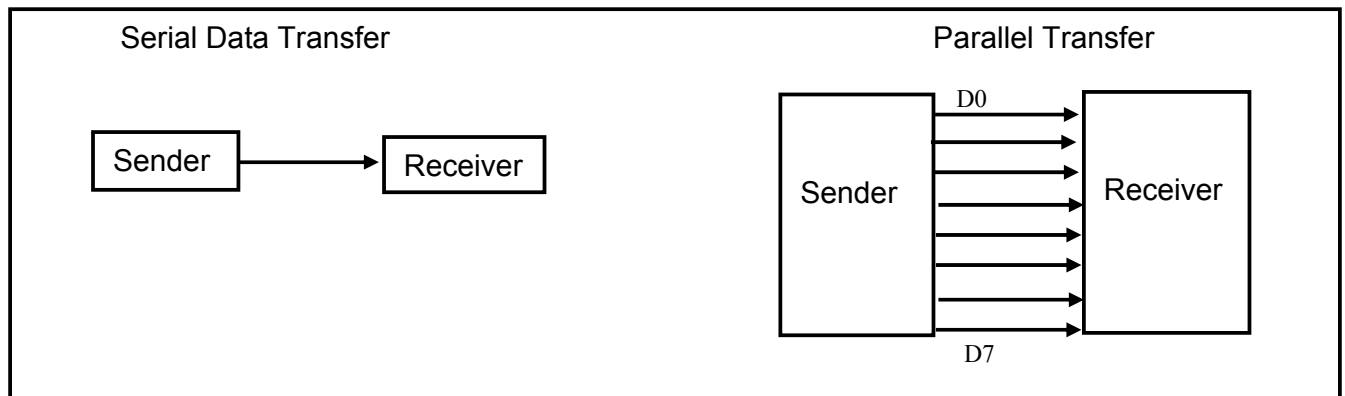 Serial Data Transfer
Parallel Transfer
Sender
Receiver
D0
Sender
Receiver
D7